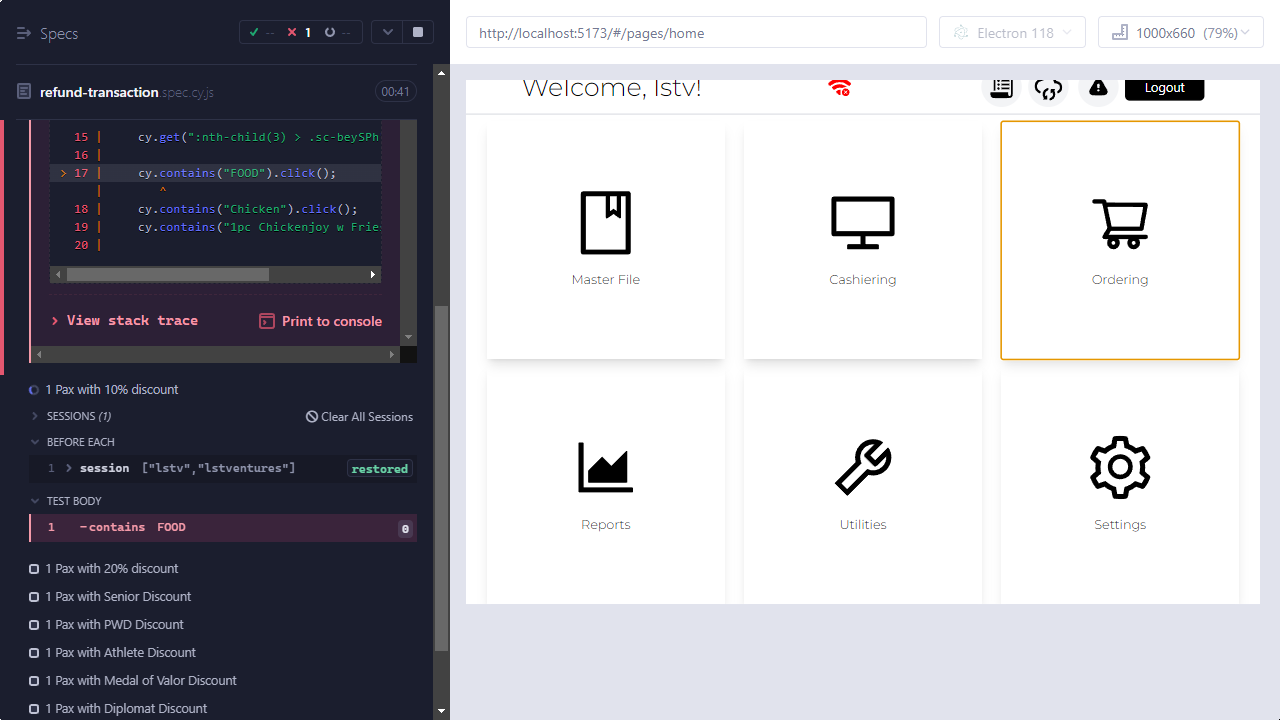 Specs
-- 1 --
http://localhost:5173/#/pages/home
Electron 118
1000x660 (79%)
refund-transaction.spec.cy.js
00:41
15 | cy.get(":nth-child(3) > .sc-beySPh
16 |
> 17 | cy.contains("FOOD").click();
| ^
18 | cy.contains("Chicken").click();
19 | cy.contains("1pc Chickenjoy w Fries
20 |
View stack trace
Print to console
1 Pax with 10% discount
SESSIONS (1)
Clear All Sessions
BEFORE EACH
1 session ["lstv","lstventures"] restored
TEST BODY
1 -contains FOOD 0
1 Pax with 20% discount
1 Pax with Senior Discount
1 Pax with PWD Discount
1 Pax with Athlete Discount
1 Pax with Medal of Valor Discount
1 Pax with Diplomat Discount
Welcome, lstv!
Logout
Master File
Cashiering
Ordering
Reports
Utilities
Settings